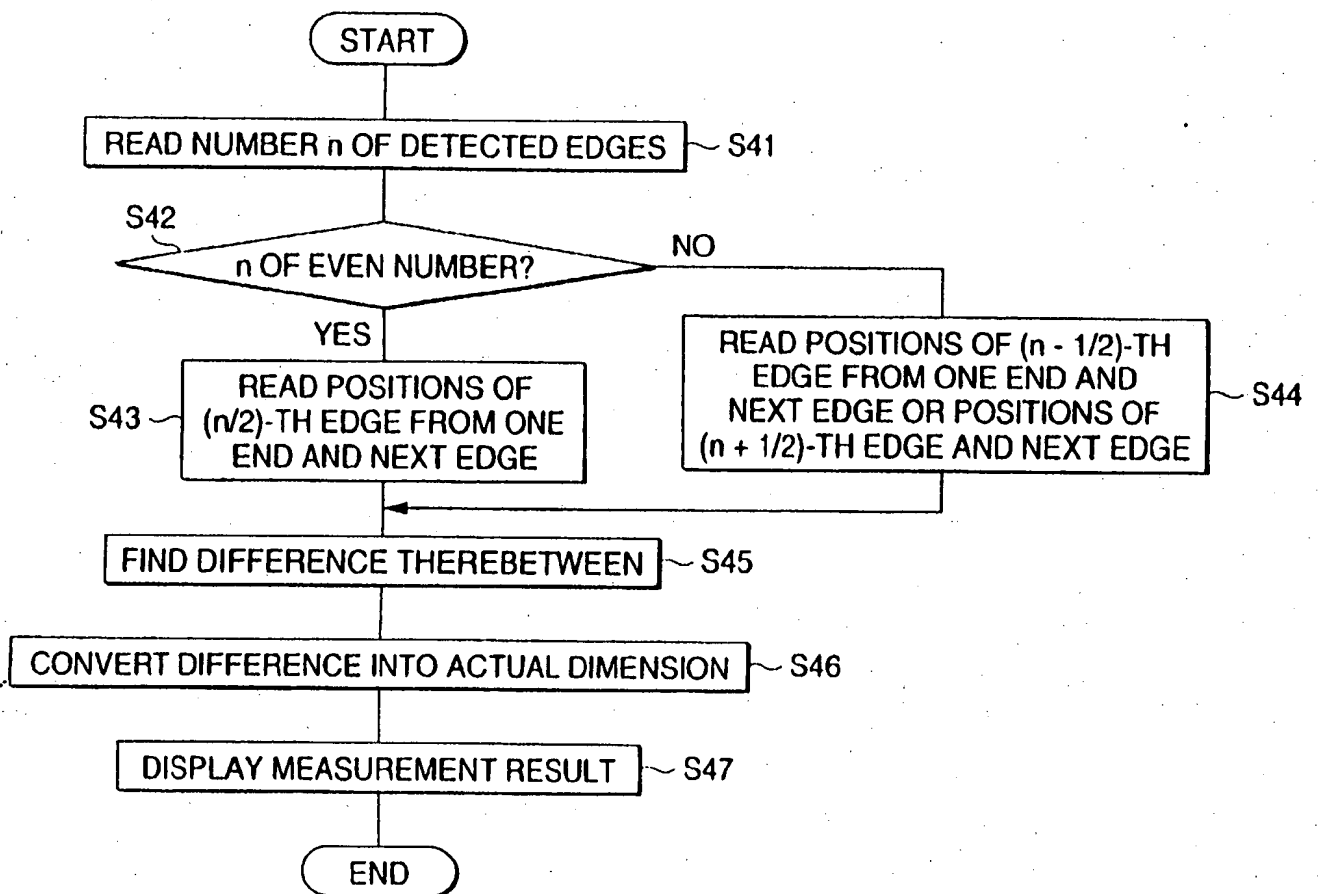 START
READ NUMBER n OF DETECTED EDGES
S41
S42
n OF EVEN NUMBER?
NO
YES
READ POSITIONS OF
(n/2)-TH EDGE FROM ONE
END AND NEXT EDGE
S43
READ POSITIONS OF (n - 1/2)-TH
EDGE FROM ONE END AND
NEXT EDGE OR POSITIONS OF
(n + 1/2)-TH EDGE AND NEXT EDGE
S44
FIND DIFFERENCE THEREBETWEEN
S45
CONVERT DIFFERENCE INTO ACTUAL DIMENSION
S46
DISPLAY MEASUREMENT RESULT
S47
END